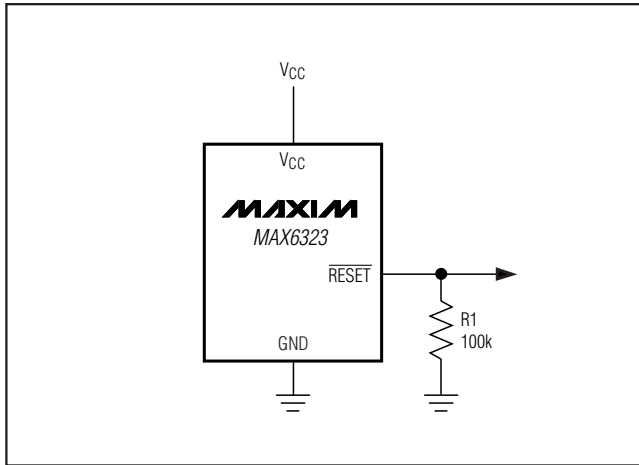 VCC
VCC
MAXIM
MAX6323
RESET
R1
100k
GND